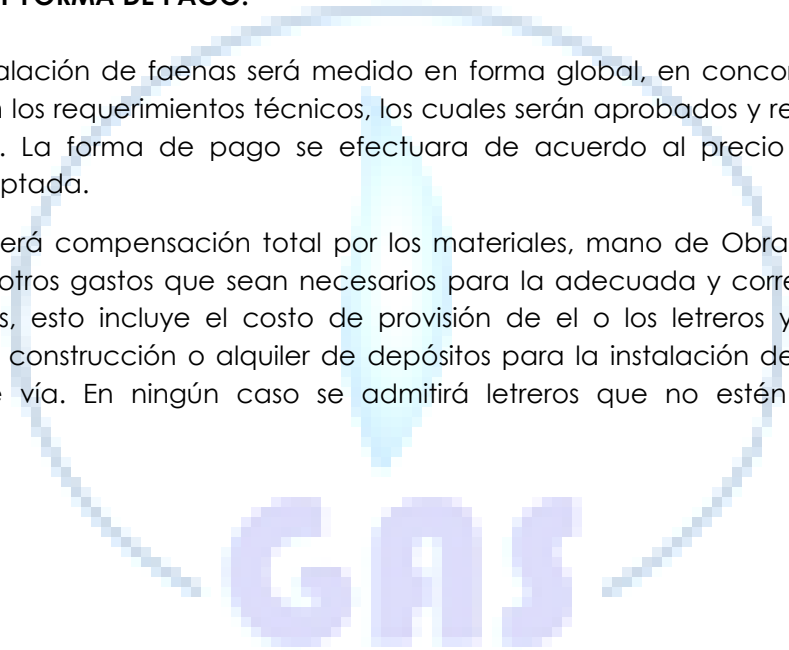 FORMA DE PAGO.
alación de faenas será medido en forma global, en concor
n los requerimientos técnicos, los cuales serán aprobados y re
. La forma de pago se efectuara de acuerdo al precio
ptada.
erá compensación total por los materiales, mano de Obra
otros gastos que sean necesarios para la adecuada y corre
s, esto incluye el costo de provisión de el o los letreros y
construcción o alquiler de depósitos para la instalación de
e vía. En ningún caso se admitirá letreros que no estén
GAS